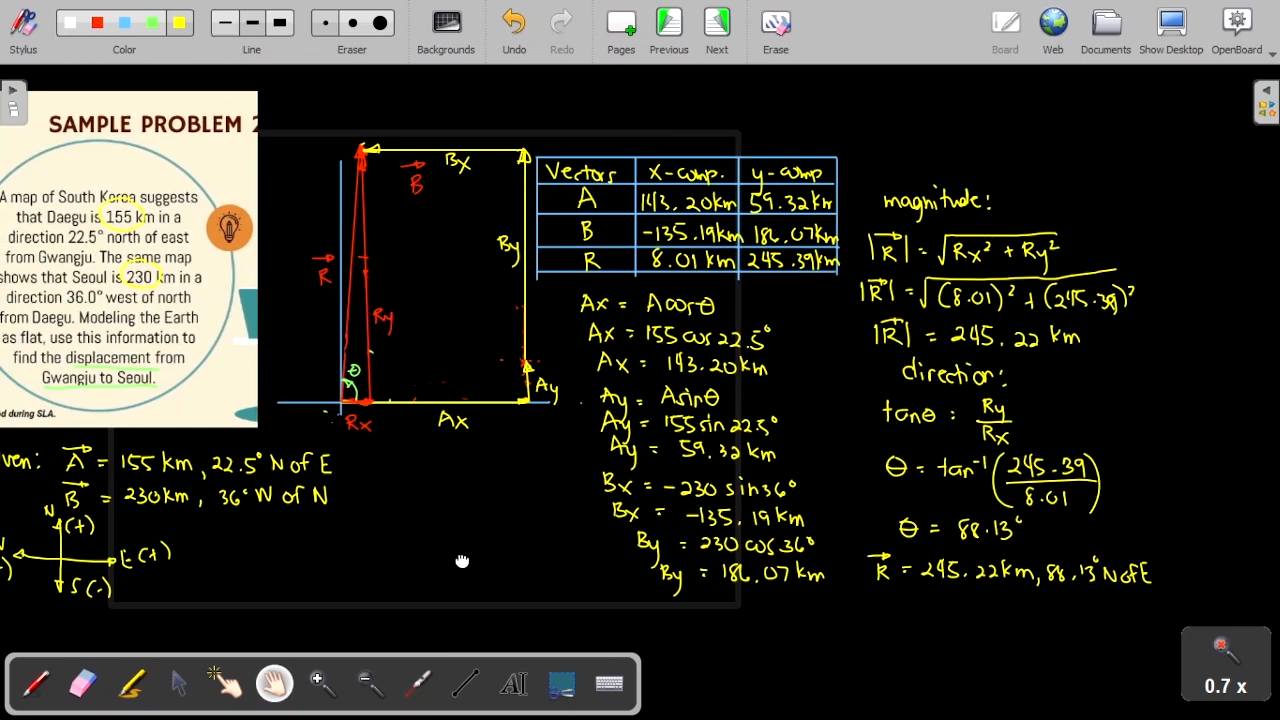 Stylus
Color
Line
Eraser
Backgrounds
Undo
Redo
Pages
Previous
Next
Erase
Board
Web
Documents
Show Desktop
OpenBoard
SAMPLE PROBLEM 2
A map of South Korea suggests
that Daegu is 155 km in a
direction 22.5° north of east
from Gwangju. The same map
shows that Seoul is 230 km in a
direction 36.0° west of north
from Daegu. Modeling the Earth
as flat, use this information to
find the displacement from
Gwangju to Seoul.
d during SLA.
ven: A = 155 km, 22.5° N of E
B = 230km, 36° W of N
N (+)
E (+)
S (-)
Bx
B
By
R
Ry
θ
Ay
Rx
Ax
Vectors x-comp. y-comp
A 143.20km 59.32km
B -135.19km 186.07km
R 8.01 km 245.39km
Ax = Acosθ
Ax = 155 cos 22.5°
Ax = 143.20km
Ay = Asinθ
Ay = 155 sin 22.5°
Ay = 59.32km
Bx = -230 sin 36°
Bx = -135.19km
By = 230 cos 36°
By = 186.07 km
magnitude:
|R| = √Rx² + Ry²
|R| = √(8.01)² + (245.39)²
|R| = 245.22 km
direction:
tanθ = Ry/Rx
θ = tan⁻¹(245.39/8.01)
θ = 88.13°
R = 245.22km, 88.13° N of E
0.7 x